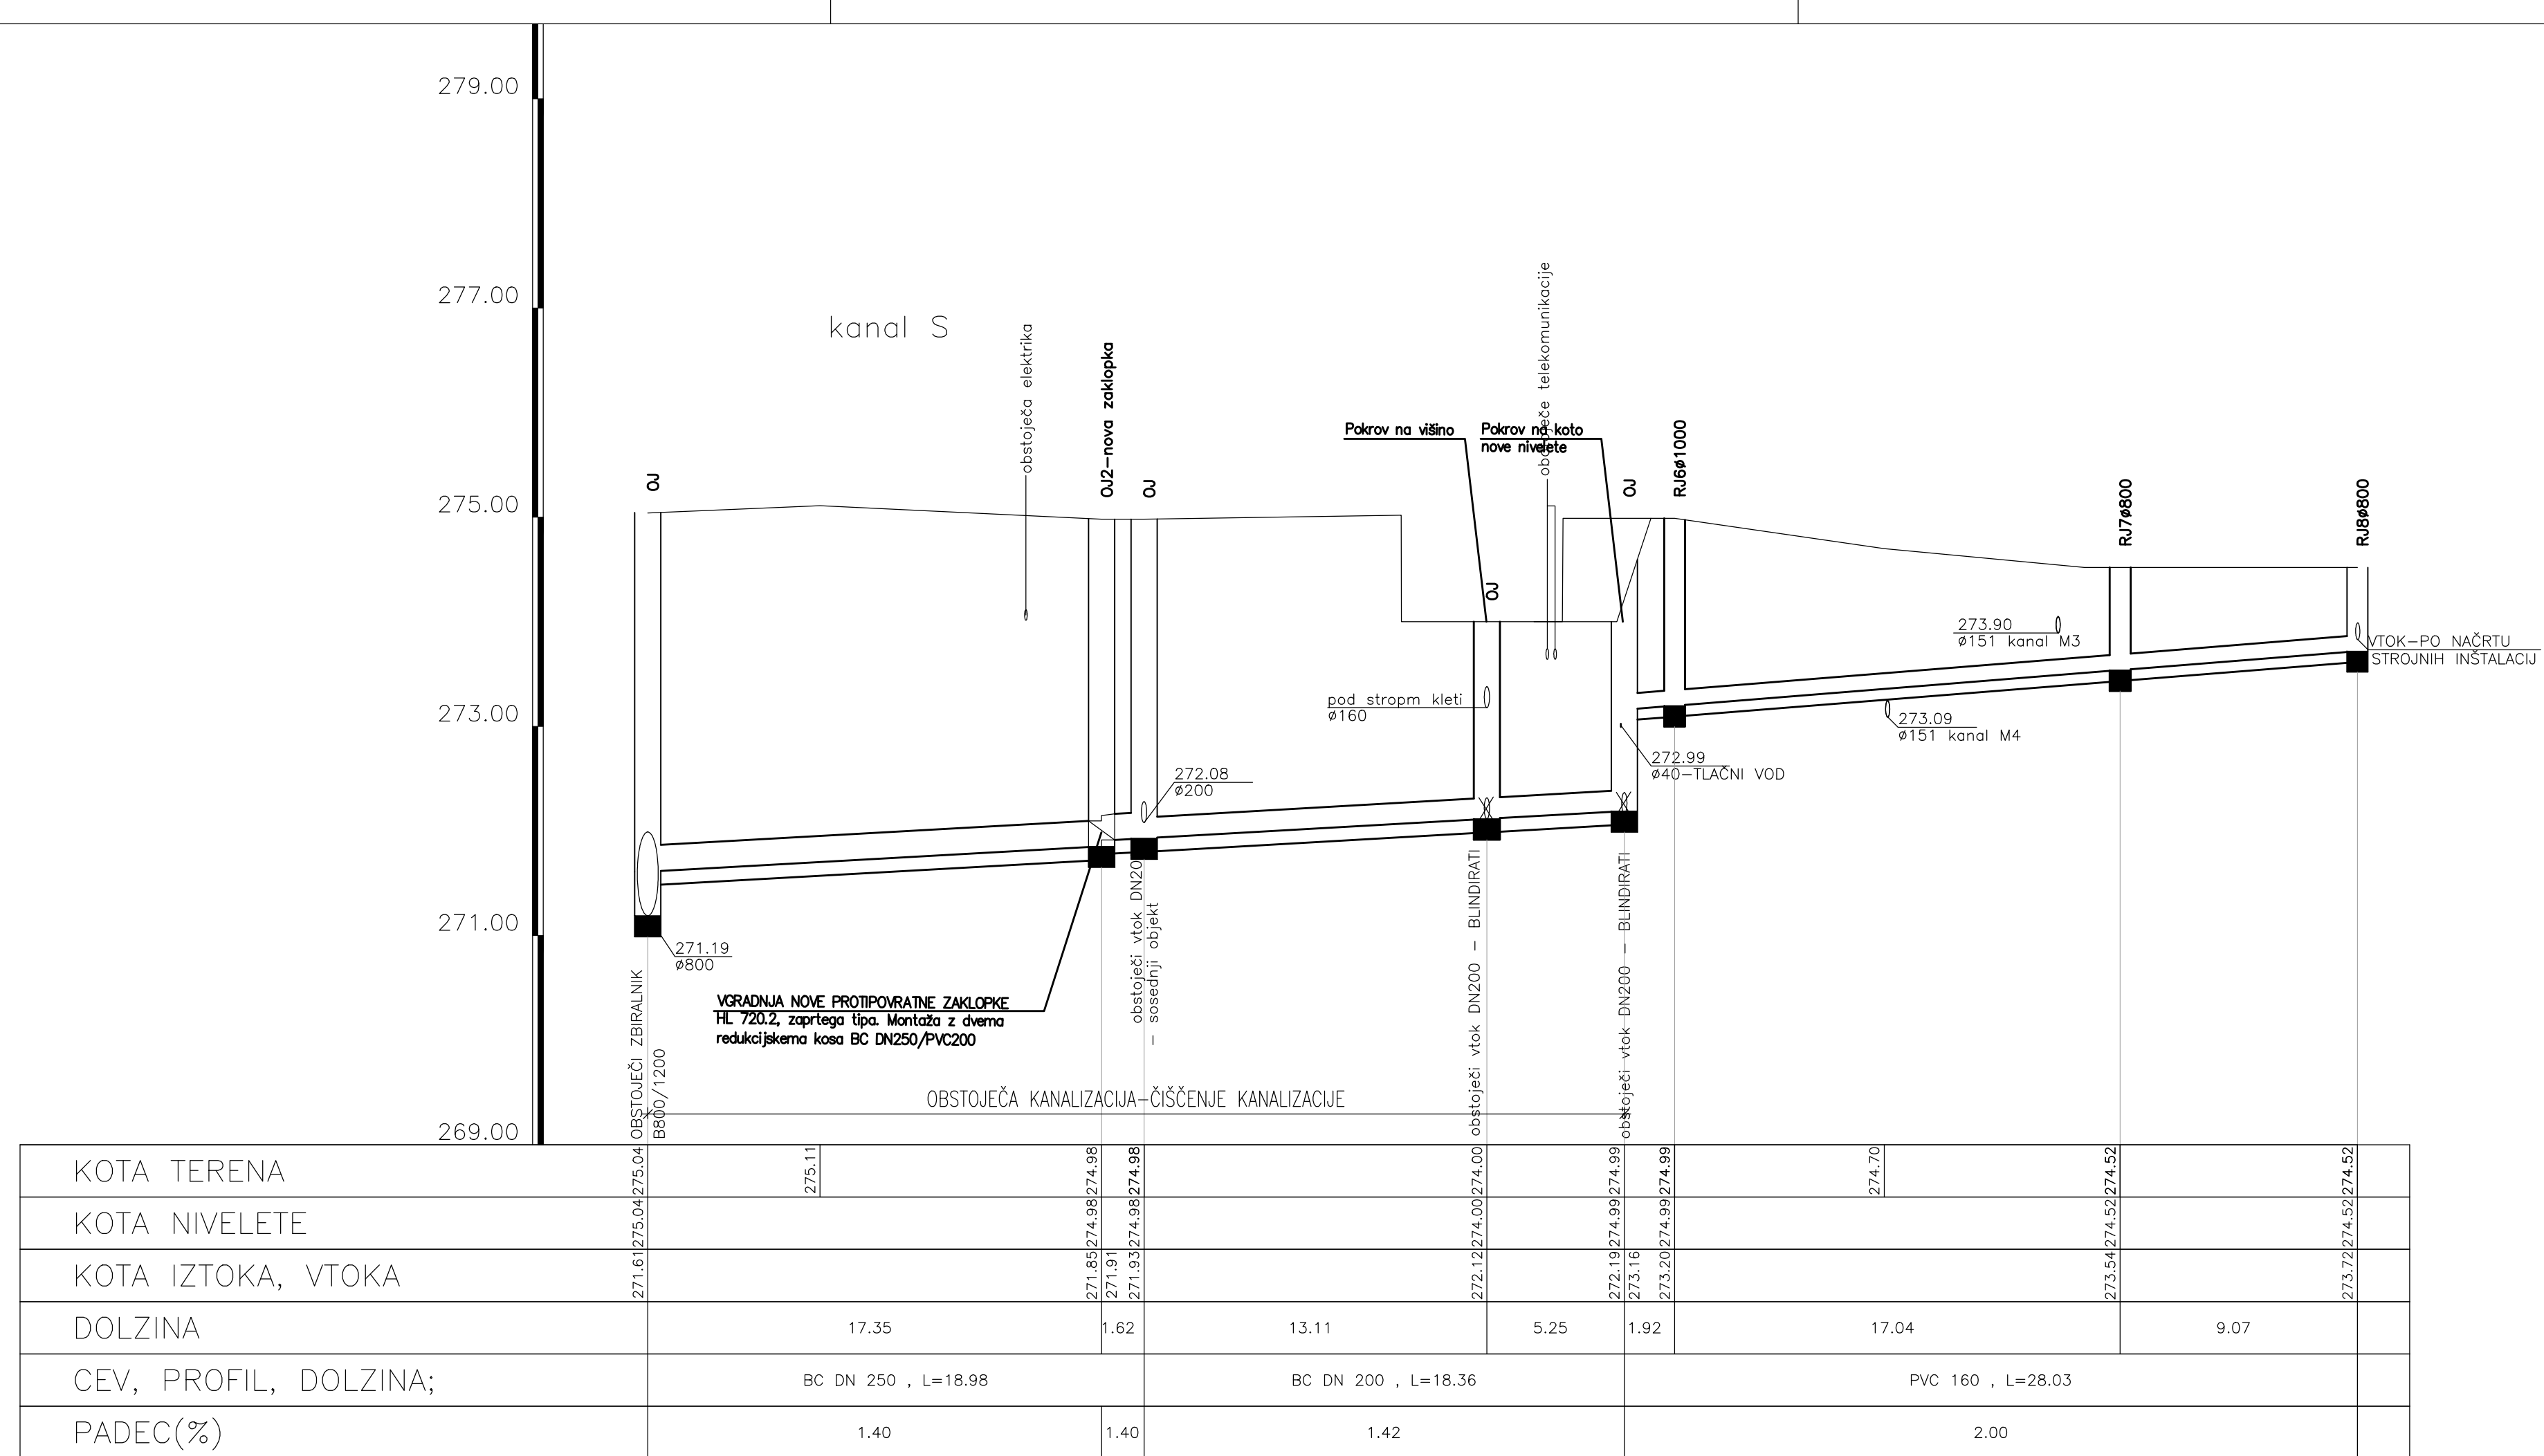 279.00
277.00
275.00
273.00
271.00
269.00
kanal S
obstoječa elektrika
obstoječe telekomunikacije
OJ
OJ2-nova zaklopka
OJ
Pokrov na višino
Pokrov na koto
nove nivelete
OJ
OJ
RJ6ø1000
RJ7ø800
RJ8ø800
273.90
ø151 kanal M3
VTOK-PO NAČRTU
STROJNIH INŠTALACIJ
pod stropm kleti
ø160
273.09
ø151 kanal M4
272.99
ø40-TLAČNI VOD
272.08
ø200
271.19
ø800
VGRADNJA NOVE PROTIPOVRATNE ZAKLOPKE
HL 720.2, zaprtega tipa. Montaža z dvema
redukcijskema kosa BC DN250/PVC200
OBSTOJEČI ZBIRALNIK
B800/1200
obstoječi vtok DN20
- sosednji objekt
obstoječi vtok DN200 - BLINDIRATI
obstoječi vtok DN200 - BLINDIRATI
OBSTOJEČA KANALIZACIJA-ČIŠČENJE KANALIZACIJE
KOTA TERENA
275.04
275.11
274.98
274.98
274.00
274.99
274.99
274.70
274.52
274.52
KOTA NIVELETE
275.04
274.98
274.98
274.00
274.99
274.99
274.52
274.52
KOTA IZTOKA, VTOKA
271.61
271.85
271.91
271.93
272.12
272.19
273.16
273.20
273.54
273.72
DOLZINA
17.35
1.62
13.11
5.25
1.92
17.04
9.07
CEV, PROFIL, DOLZINA;
BC DN 250 , L=18.98
BC DN 200 , L=18.36
PVC 160 , L=28.03
PADEC(%)
1.40
1.40
1.42
2.00